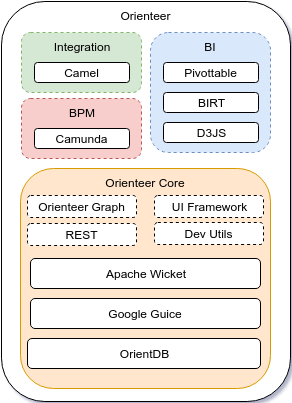 Orienteer
Integration
Camel
BPM
Camunda
BI
Pivottable
BIRT
D3JS
Orienteer Core
Orienteer Graph
UI Framework
REST
Dev Utils
Apache Wicket
Google Guice
OrientDB